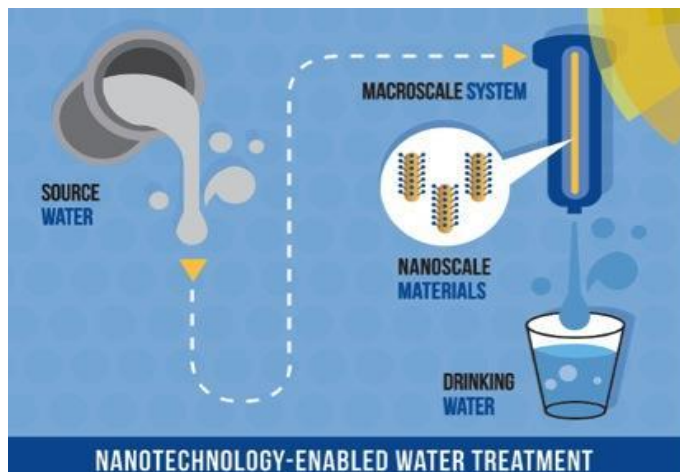 SOURCE
WATER
MACROSCALE SYSTEM
NANOSCALE
MATERIALS
DRINKING
WATER
NANOTECHNOLOGY-ENABLED WATER TREATMENT